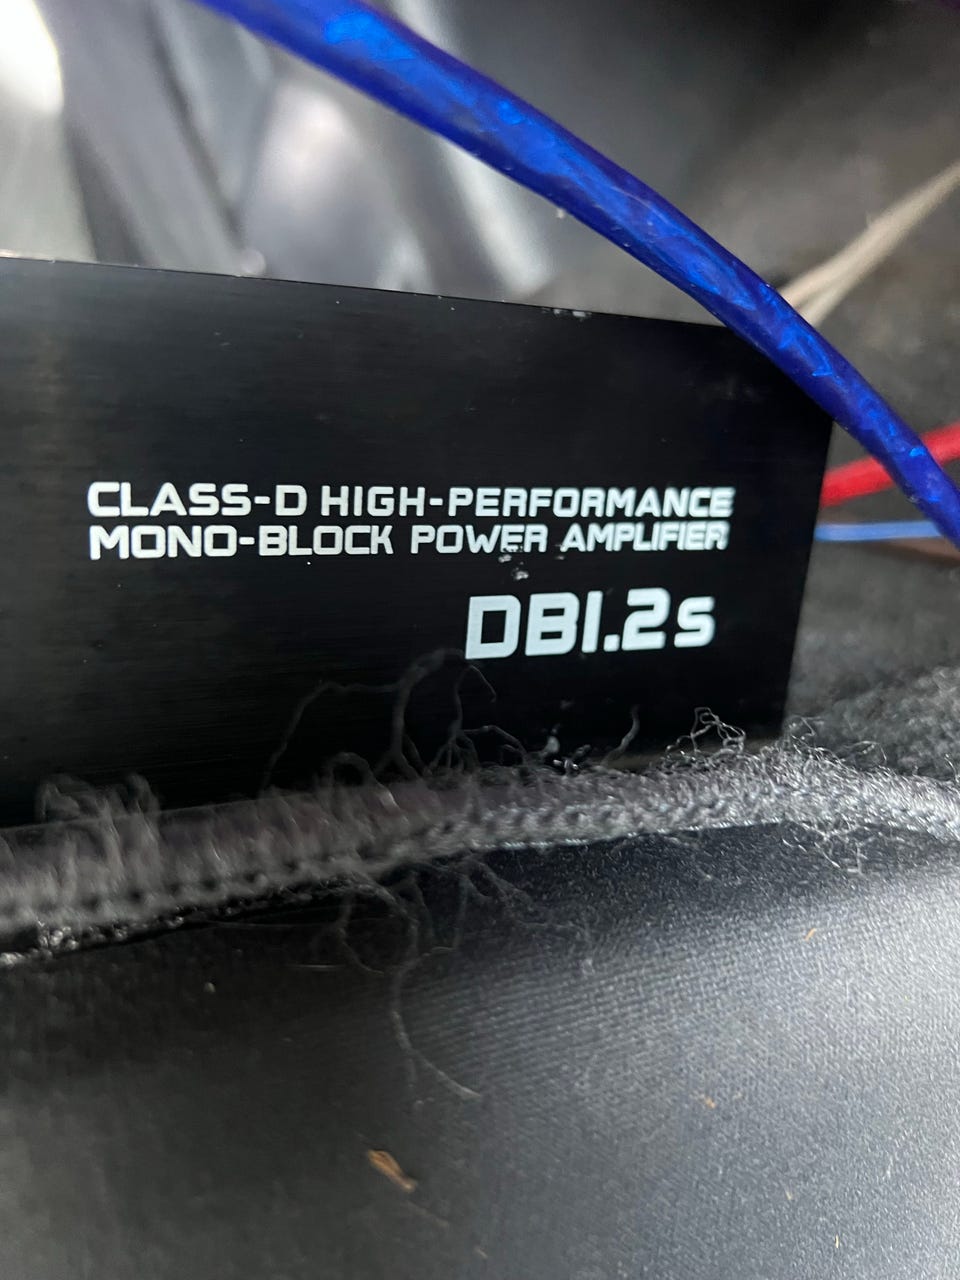 CLASS-D HIGH-PERFORMANCE
MONO-BLOCK POWER AMPLIFIER
DB1.2s